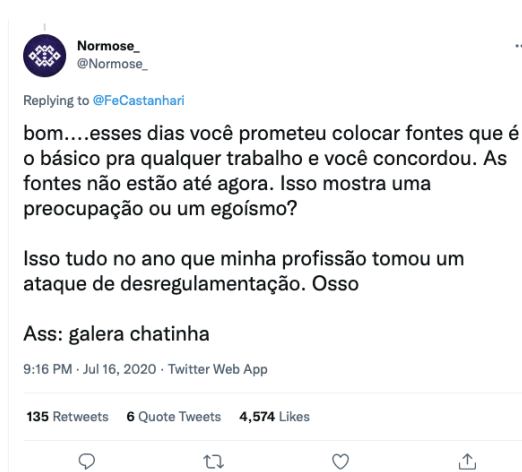 Normose_
@Normose_
Replying to @FeCastanhari
bom....esses dias você prometeu colocar fontes que é
o básico pra qualquer trabalho e você concordou. As
fontes não estão até agora. Isso mostra uma
preocupação ou um egoísmo?
Isso tudo no ano que minha profissão tomou um
ataque de desregulamentação. Osso
Ass: galera chatinha
9:16 PM · Jul 16, 2020 · Twitter Web App
135 Retweets 6 Quote Tweets 4,574 Likes